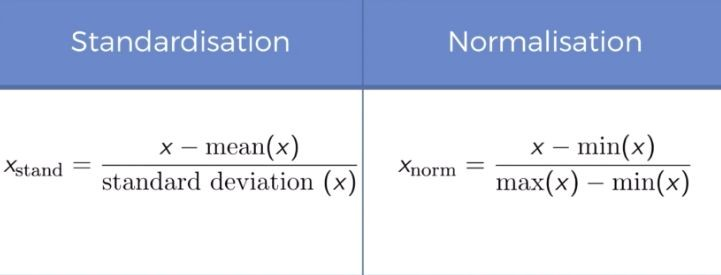 Standardisation
Normalisation
x_stand = (x − mean(x)) / (standard deviation (x))
x_norm = (x − min(x)) / (max(x) − min(x))